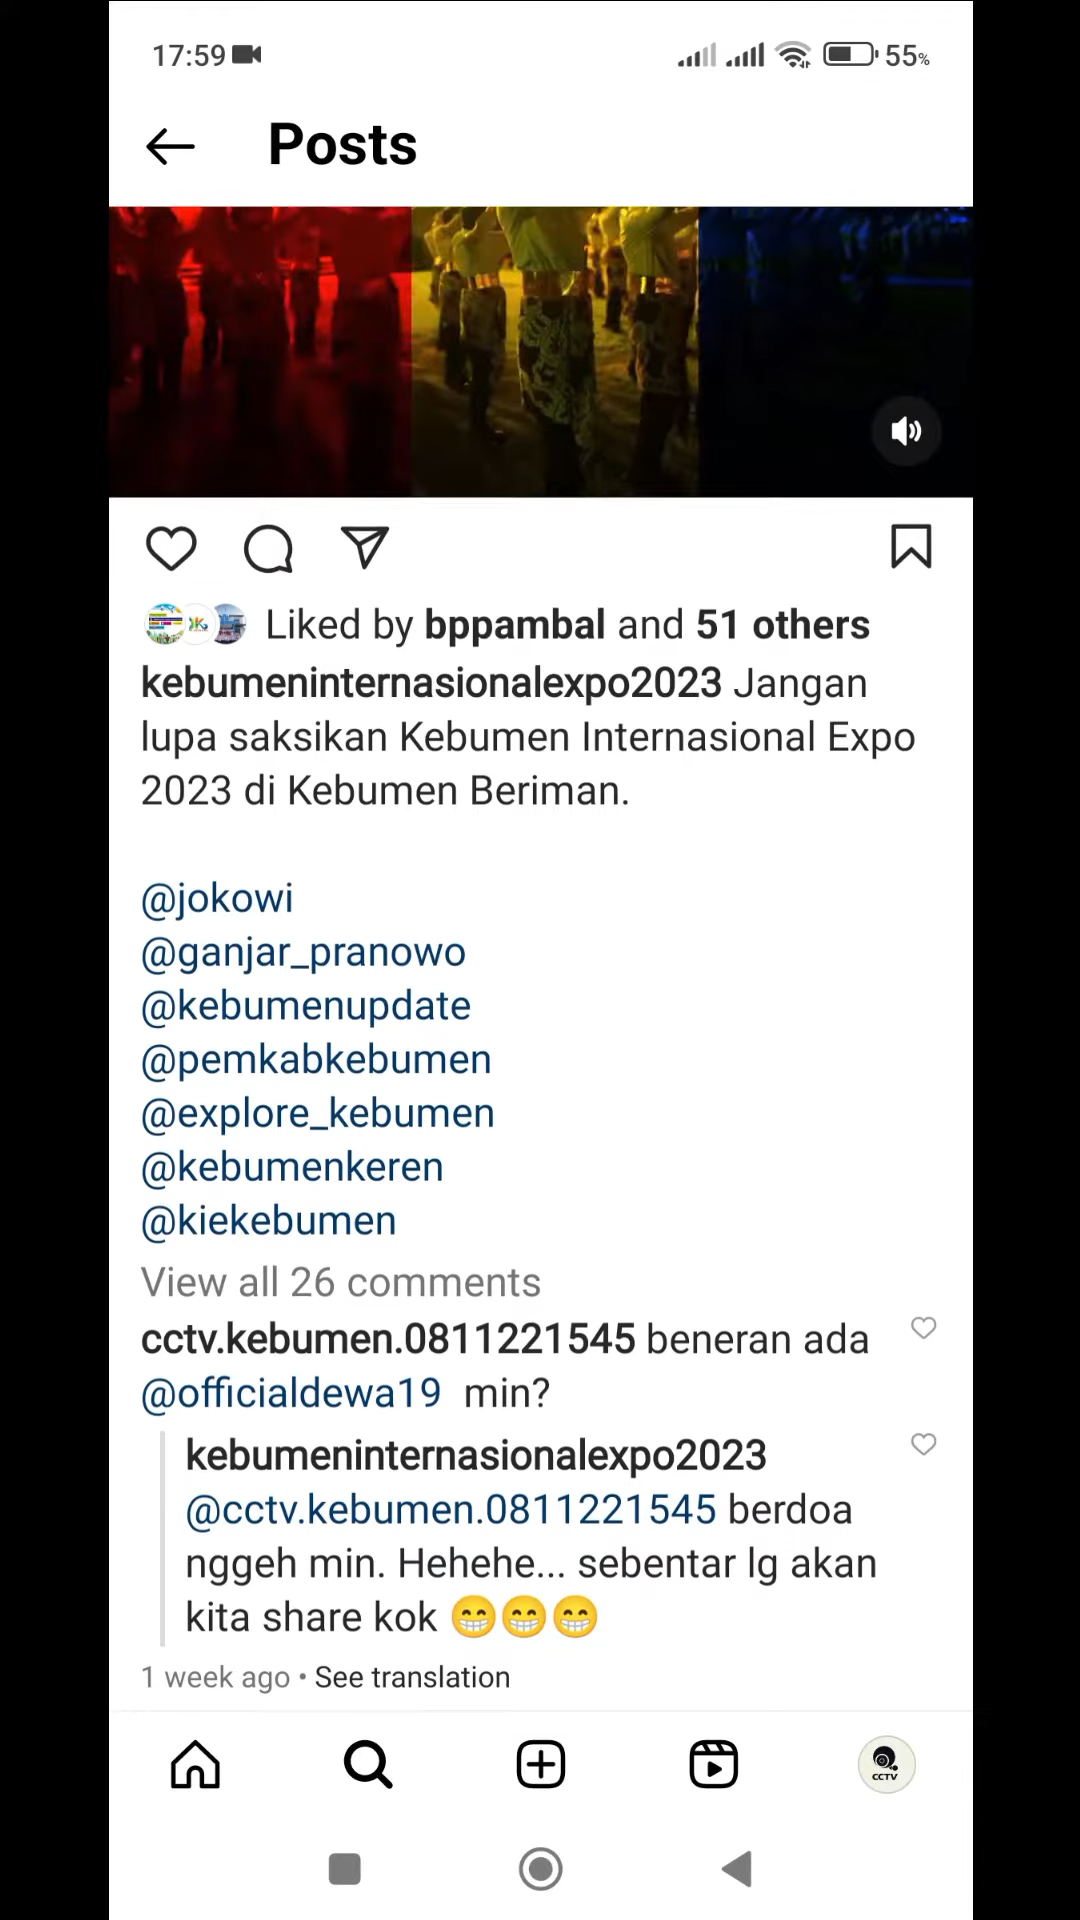 17:59
55%
Posts
Liked by bppambal and 51 others
kebumeninternasionalexpo2023 Jangan
lupa saksikan Kebumen Internasional Expo
2023 di Kebumen Beriman.
@jokowi
@ganjar_pranowo
@kebumenupdate
@pemkabkebumen
@explore_kebumen
@kebumenkeren
@kiekebumen
View all 26 comments
cctv.kebumen.0811221545 beneran ada
@officialdewa19 min?
kebumeninternasionalexpo2023
@cctv.kebumen.0811221545 berdoa
nggeh min. Hehehe... sebentar lg akan
kita share kok 😁😁😁
1 week ago • See translation
CCTV